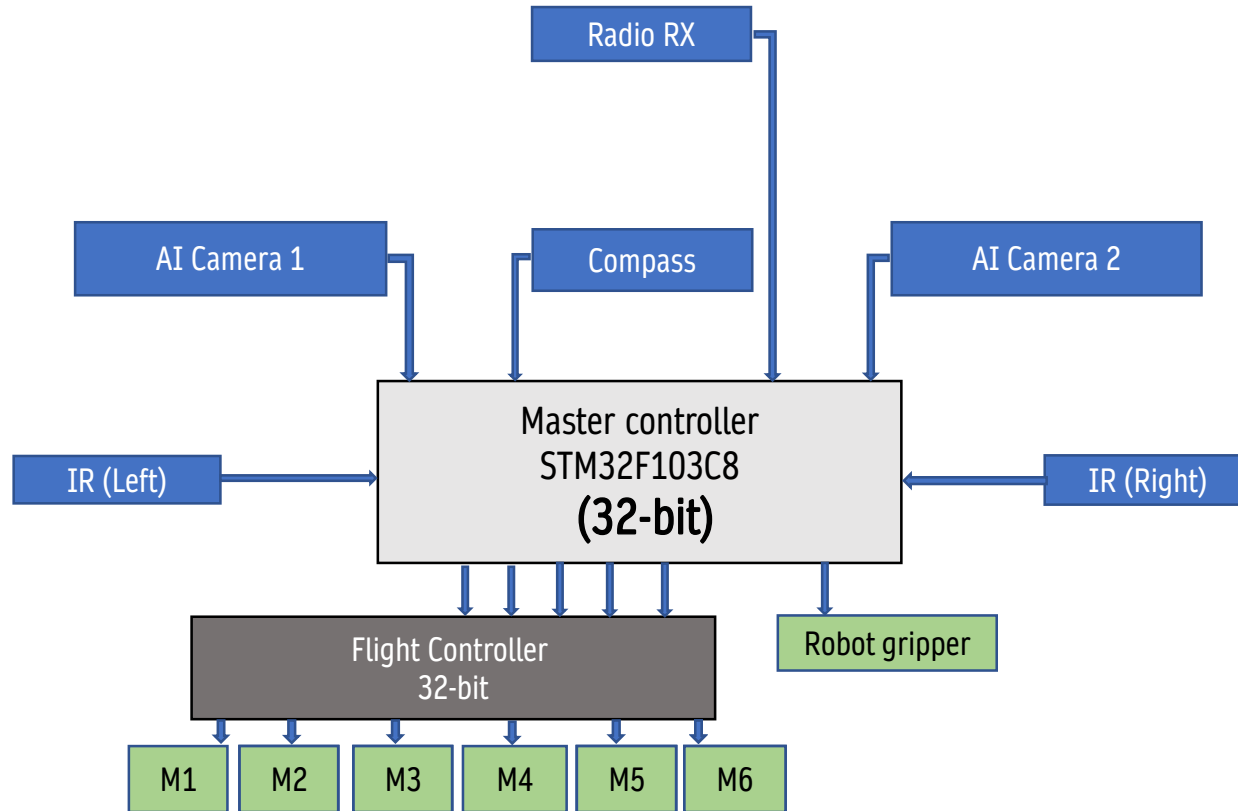 Radio RX
AI Camera 1
Compass
AI Camera 2
Master controller
STM32F103C8
(32-bit)
IR (Left)
IR (Right)
Flight Controller
32-bit
Robot gripper
M1
M2
M3
M4
M5
M6